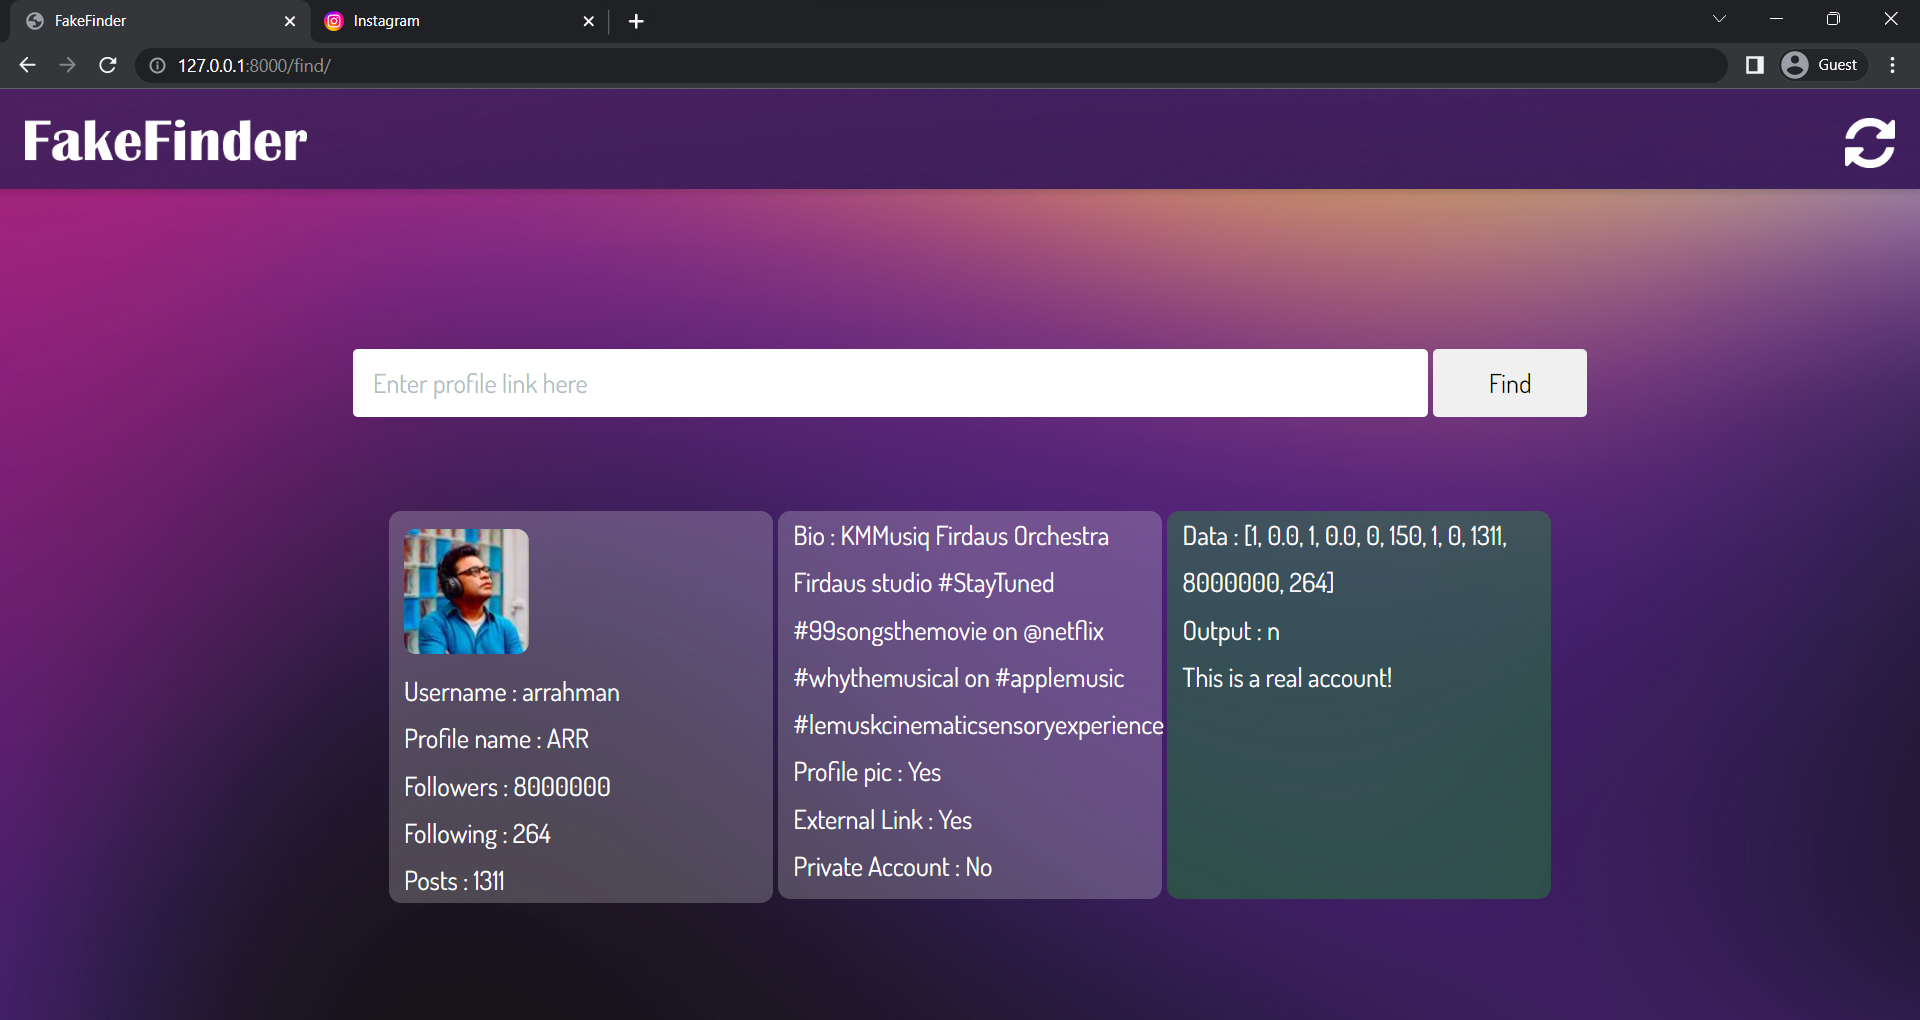 FakeFinder
Instagram
127.0.0.1:8000/find/
Guest
FakeFinder
Enter profile link here
Find
Username : arrahman
Profile name : ARR
Followers : 8000000
Following : 264
Posts : 1311
Bio : KMMusiq Firdaus Orchestra
Firdaus studio #StayTuned
#99songsthemovie on @netflix
#whythemusical on #applemusic
#lemuskcinematicsensoryexperience
Profile pic : Yes
External Link : Yes
Private Account : No
Data : [1, 0.0, 1, 0.0, 0, 150, 1, 0, 1311,
8000000, 264]
Output : n
This is a real account!